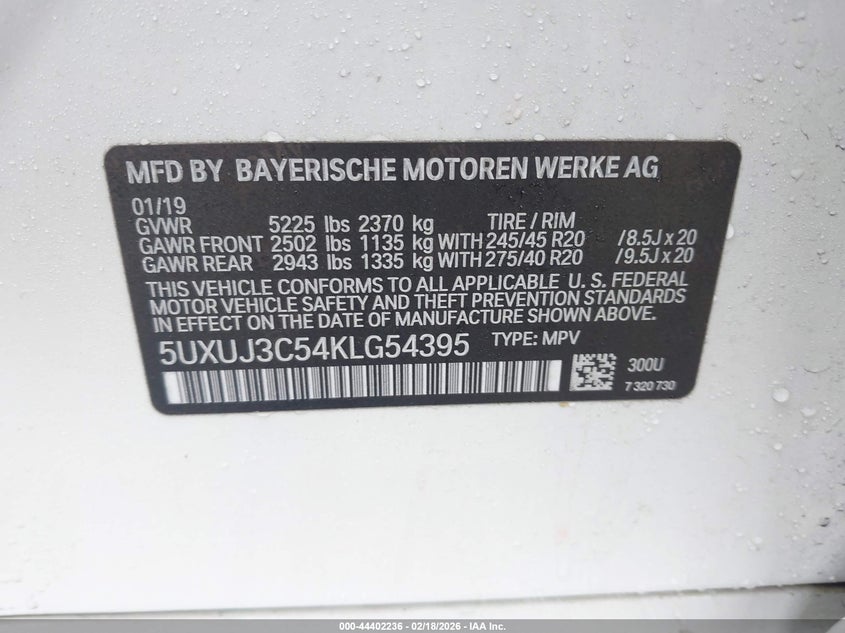 MFD BY BAYERISCHE MOTOREN WERKE AG
01/19
GVWR 5225 lbs 2370 kg TIRE / RIM
GAWR FRONT 2502 lbs 1135 kg WITH 245/45 R20 / 8.5J x 20
GAWR REAR 2943 lbs 1335 kg WITH 275/40 R20 / 9.5J x 20
THIS VEHICLE CONFORMS TO ALL APPLICABLE U. S. FEDERAL
MOTOR VEHICLE SAFETY AND THEFT PREVENTION STANDARDS
IN EFFECT ON THE DATE OF MANUFACTURE SHOWN ABOVE.
5UXUJ3C54KLG54395 TYPE: MPV
300U
7 320 730
000-44402236 - 02/18/2026 - IAA Inc.